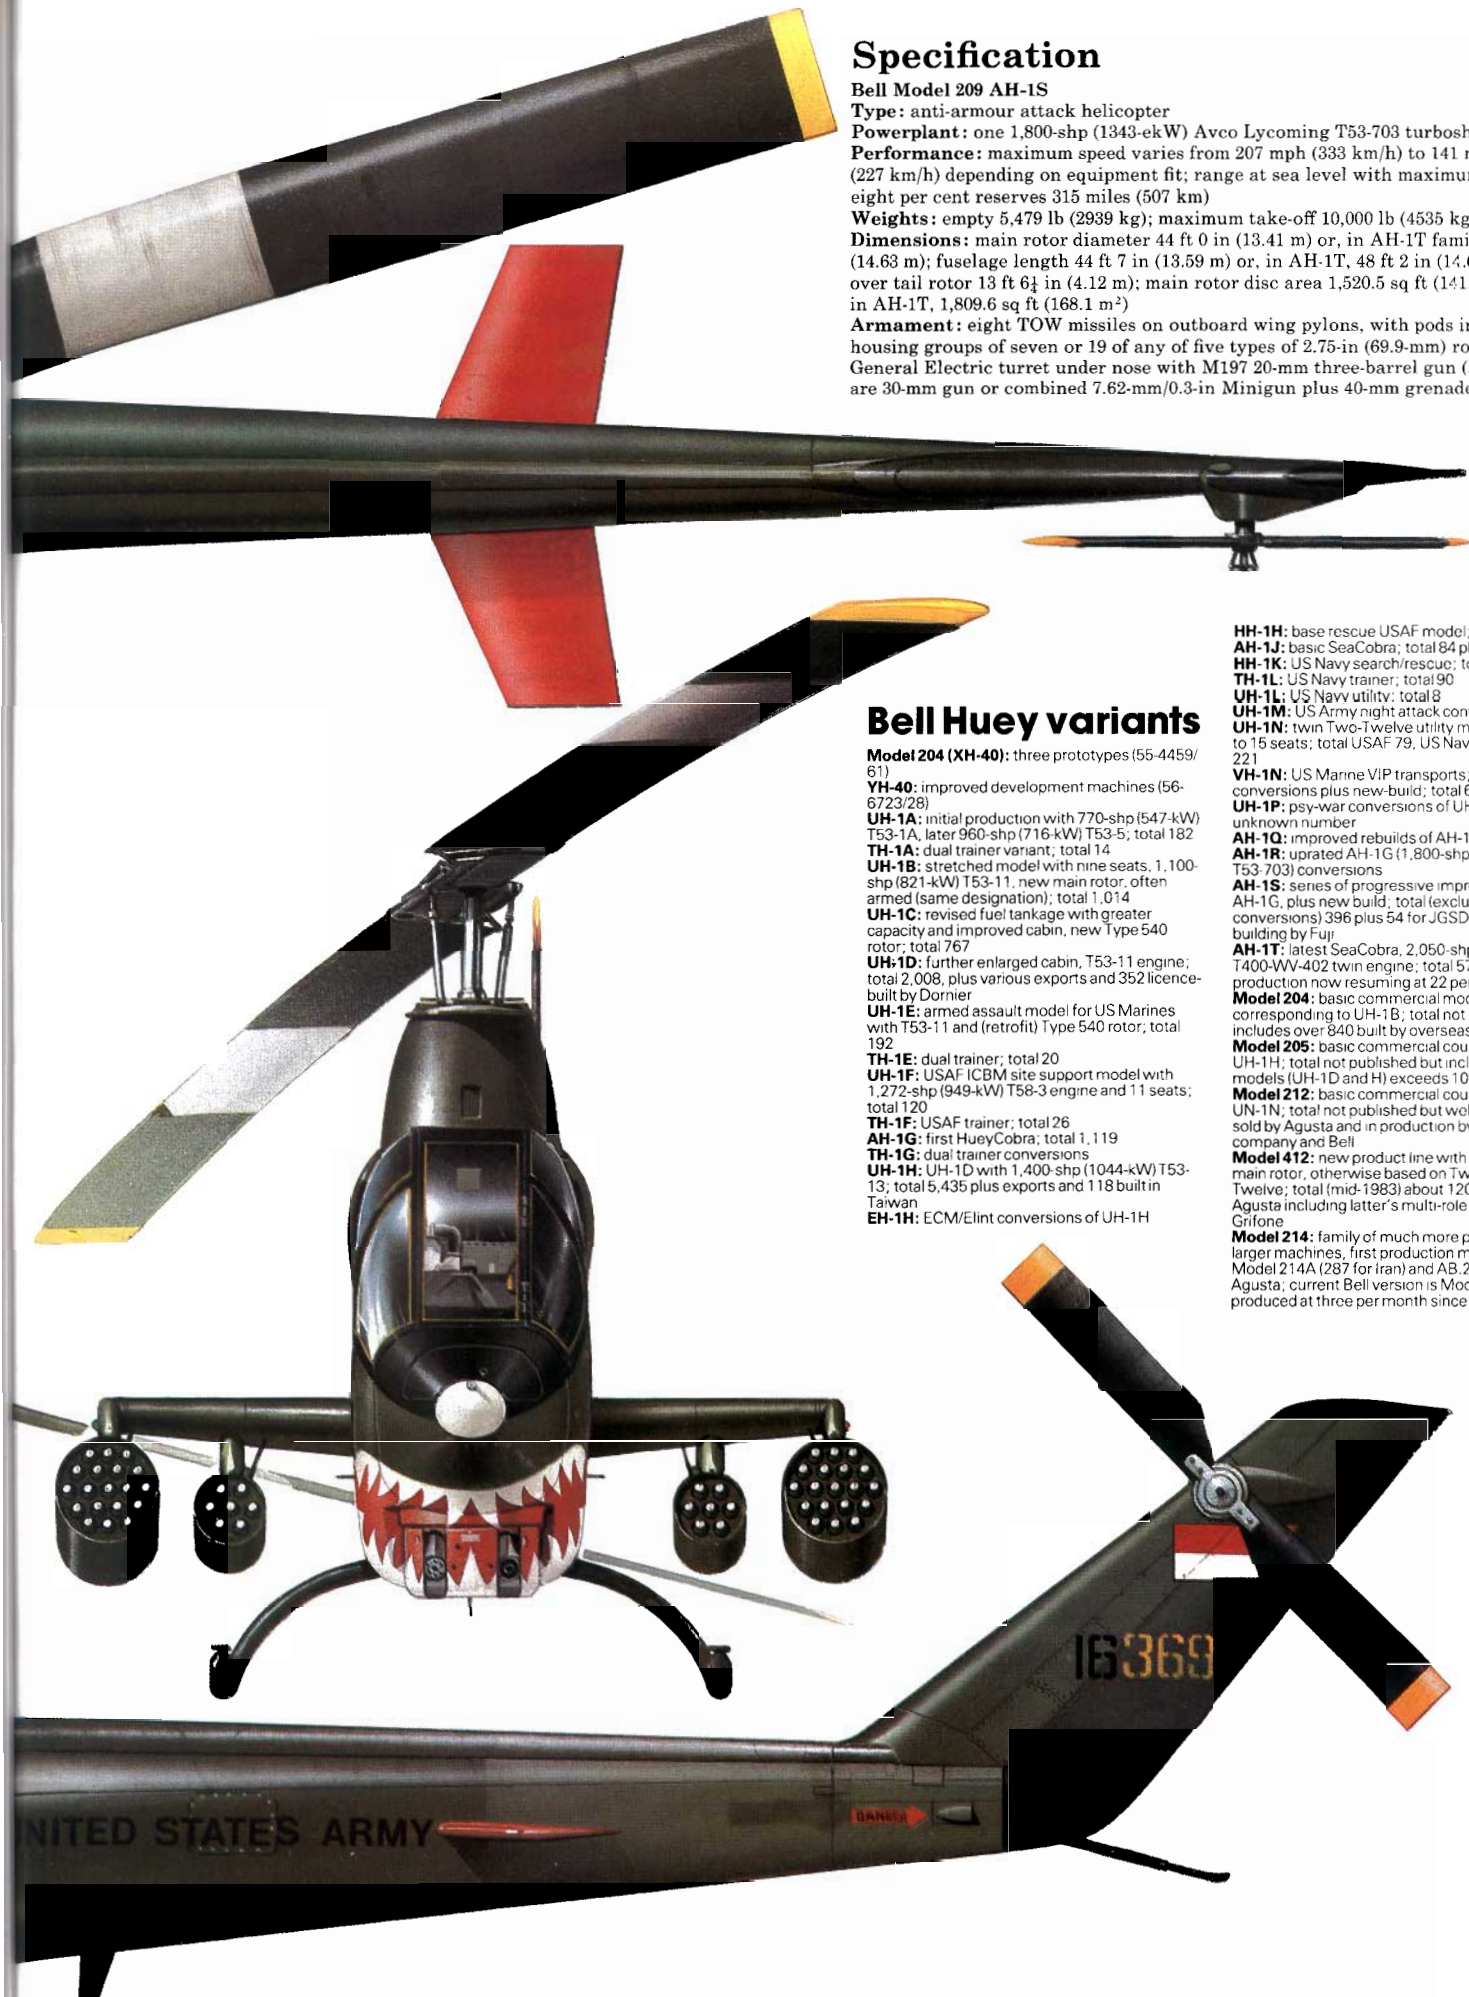 Specification
Bell Model 209 AH-1S
Type: anti-armour attack helicopter
Powerplant: one 1,800-shp (1343-ekW) Avco Lycoming T53-703 turbosh
Performance: maximum speed varies from 207 mph (333 km/h) to 141
(227 km/h) depending on equipment fit; range at sea level with maximu
eight per cent reserves 315 miles (507 km)
Weights: empty 5,479 lb (2939 kg); maximum take-off 10,000 lb (4535 kg
Dimensions: main rotor diameter 44 ft 0 in (13.41 m) or, in AH-1T fami
(14.63 m); fuselage length 44 ft 7 in (13.59 m) or, in AH-1T, 48 ft 2 in (14.
over tail rotor 13 ft 6¼ in (4.12 m); main rotor disc area 1,520.5 sq ft (141.
in AH-1T, 1,809.6 sq ft (168.1 m²)
Armament: eight TOW missiles on outboard wing pylons, with pods in
housing groups of seven or 19 of any of five types of 2.75-in (69.9-mm) ro
General Electric turret under nose with M197 20-mm three-barrel gun (
are 30-mm gun or combined 7.62-mm/0.3-in Minigun plus 40-mm grenade
Bell Huey variants
Model 204 (XH-40): three prototypes (55-4459/
61)
YH-40: improved development machines (56-
6723/28)
UH-1A: initial production with 770-shp (547-kW)
T53-1A, later 960-shp (716-kW) T53-5; total 182
TH-1A: dual trainer variant; total 14
UH-1B: stretched model with nine seats, 1,100-
shp (821-kW) T53-11, new main rotor, often
armed (same designation); total 1,014
UH-1C: revised fuel tankage with greater
capacity and improved cabin, new Type 540
rotor; total 767
UH-1D: further enlarged cabin, T53-11 engine;
total 2,008, plus various exports and 352 licence-
built by Dornier
UH-1E: armed assault model for US Marines
with T53-11 and (retrofit) Type 540 rotor; total
192
TH-1E: dual trainer; total 20
UH-1F: USAF ICBM site support model with
1,272-shp (949-kW) T58-3 engine and 11 seats;
total 120
TH-1F: USAF trainer; total 26
AH-1G: first HueyCobra; total 1,119
TH-1G: dual trainer conversions
UH-1H: UH-1D with 1,400-shp (1044-kW) T53-
13; total 5,435 plus exports and 118 built in
Taiwan
EH-1H: ECM/Elint conversions of UH-1H
HH-1H: base rescue USAF model;
AH-1J: basic SeaCobra; total 84 pl
HH-1K: US Navy search/rescue; to
TH-1L: US Navy trainer; total 90
UH-1L: US Navy utility; total 8
UH-1M: US Army night attack con
UH-1N: twin Two-Twelve utility m
to 15 seats; total USAF 79, US Nav
221
VH-1N: US Marine VIP transports;
conversions plus new-build; total 6
UH-1P: psy-war conversions of UH
unknown number
AH-1Q: improved rebuilds of AH-1
AH-1R: uprated AH-1G (1,800-shp
T53-703) conversions
AH-1S: series of progressive impr
AH-1G, plus new build; total (exclu
conversions) 396 plus 54 for JGSD
building by Fuji
AH-1T: latest SeaCobra, 2,050-shp
T400-WV-402 twin engine; total 57
production now resuming at 22 per
Model 204: basic commercial mod
corresponding to UH-1B; total not
includes over 840 built by overseas
Model 205: basic commercial cou
UH-1H; total not published but incl
models (UH-1D and H) exceeds 10
Model 212: basic commercial cou
UN-1N; total not published but wel
sold by Agusta and in production by
company and Bell
Model 412: new product line with
main rotor, otherwise based on Tw
Twelve; total (mid-1983) about 120
Agusta including latter's multi-role
Grifone
Model 214: family of much more p
larger machines, first production m
Model 214A (287 for Iran) and AB.2
Agusta; current Bell version is Mod
produced at three per month since
16369
NITED STATES ARMY
DANGER